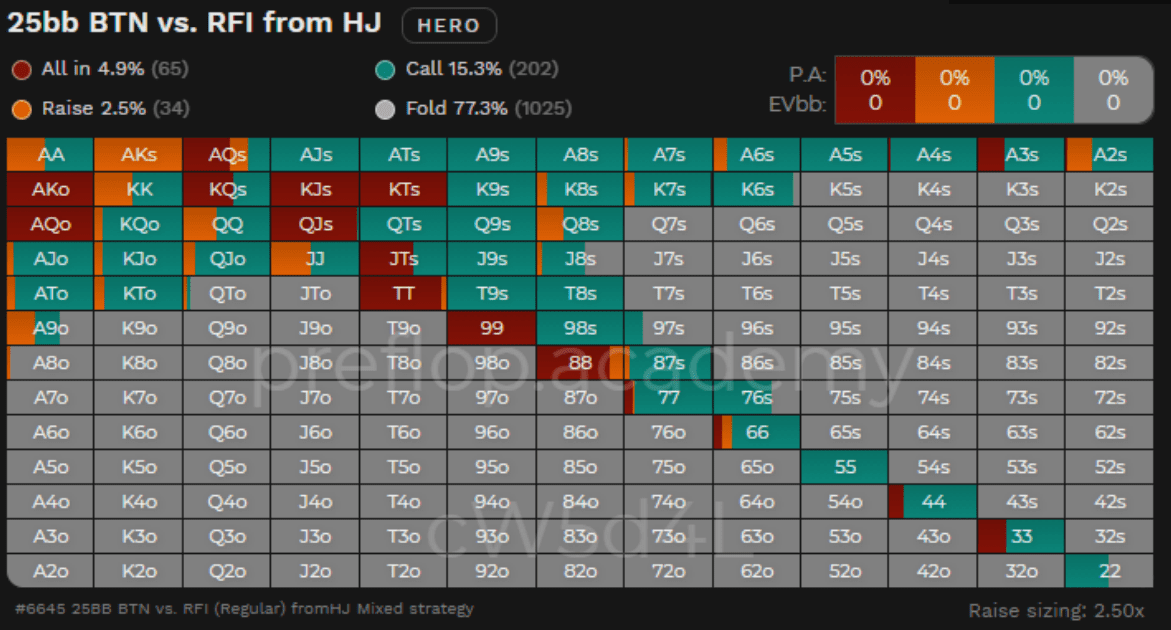 25bb BTN vs. RFI from HJ HERO
All in 4.9% (65) Call 15.3% (202)
Raise 2.5% (34) Fold 77.3% (1025)
P.A: 0% 0% 0% 0%
EVbb: 0 0 0 0
AA AKs AQs AJs ATs A9s A8s A7s A6s A5s A4s A3s A2s
AKo KK KQs KJs KTs K9s K8s K7s K6s K5s K4s K3s K2s
AQo KQo QQ QJs QTs Q9s Q8s Q7s Q6s Q5s Q4s Q3s Q2s
AJo KJo QJo JJ JTs J9s J8s J7s J6s J5s J4s J3s J2s
ATo KTo QTo JTo TT T9s T8s T7s T6s T5s T4s T3s T2s
A9o K9o Q9o J9o T9o 99 98s 97s 96s 95s 94s 93s 92s
A8o K8o Q8o J8o T8o 98o 88 87s 86s 85s 84s 83s 82s
preflop.academy
A7o K7o Q7o J7o T7o 97o 87o 77 76s 75s 74s 73s 72s
A6o K6o Q6o J6o T6o 96o 86o 76o 66 65s 64s 63s 62s
A5o K5o Q5o J5o T5o 95o 85o 75o 65o 55 54s 53s 52s
A4o K4o Q4o J4o T4o 94o 84o 74o 64o 54o 44 43s 42s
A3o K3o Q3o J3o T3o 93o 83o 73o 63o 53o 43o 33 32s
cW5d4L
A2o K2o Q2o J2o T2o 92o 82o 72o 62o 52o 42o 32o 22
#6645 25BB BTN vs. RFI (Regular) fromHJ Mixed strategy
Raise sizing: 2.50x